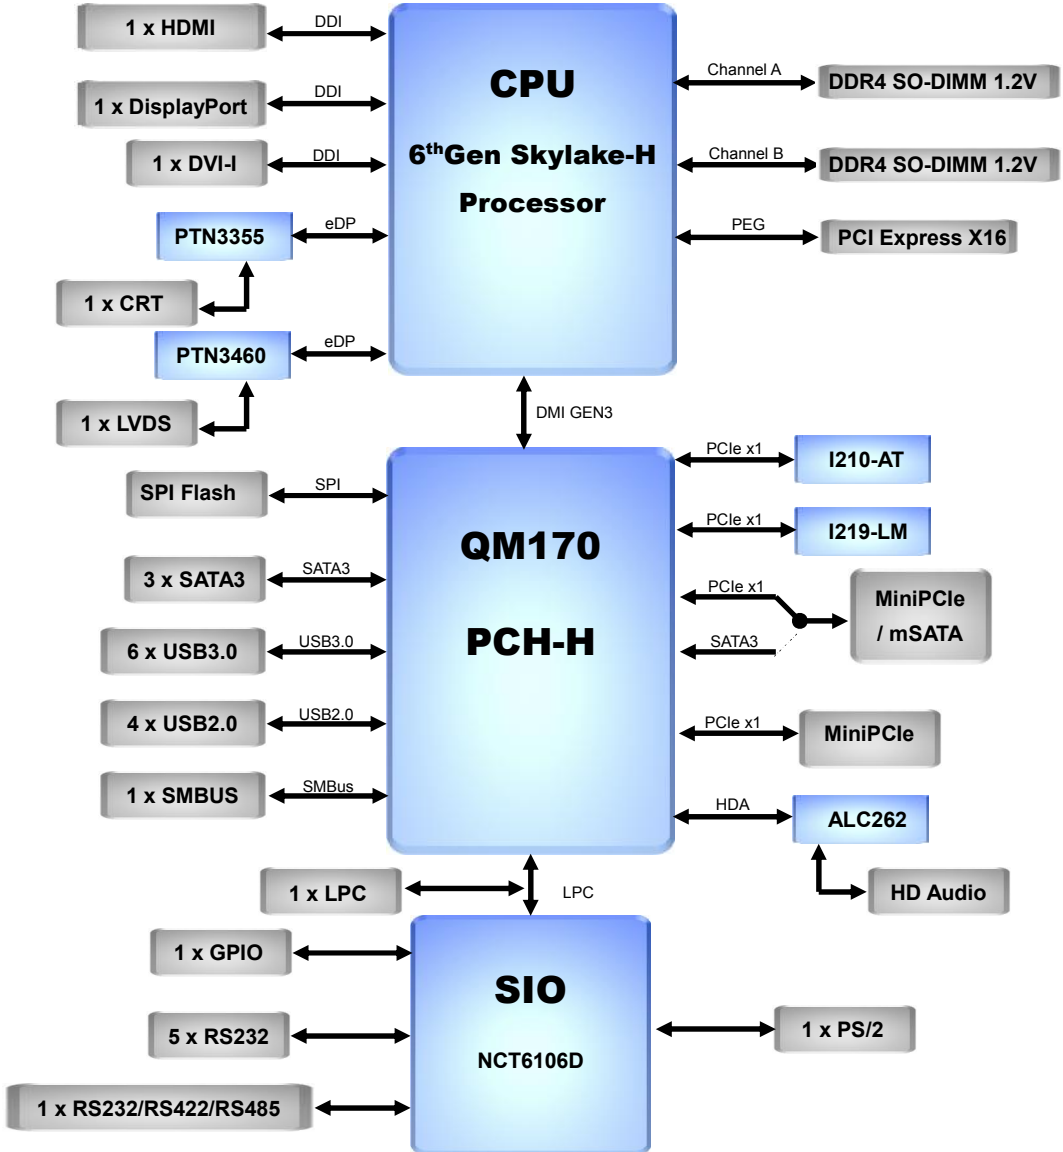 1 x HDMI
DDI
CPU
Channel A
DDR4 SO-DIMM 1.2V
1 x DisplayPort
DDI
1 x DVI-I
DDI
6thGen Skylake-H
Processor
Channel B
DDR4 SO-DIMM 1.2V
PTN3355
eDP
PEG
PCI Express X16
1 x CRT
PTN3460
eDP
1 x LVDS
DMI GEN3
PCIe x1
I210-AT
SPI Flash
SPI
QM170
PCH-H
PCIe x1
I219-LM
3 x SATA3
SATA3
PCIe x1
MiniPCIe
/ mSATA
6 x USB3.0
USB3.0
SATA3
4 x USB2.0
USB2.0
PCIe x1
MiniPCIe
1 x SMBUS
SMBus
HDA
ALC262
1 x LPC
LPC
HD Audio
1 x GPIO
SIO
NCT6106D
5 x RS232
1 x PS/2
1 x RS232/RS422/RS485